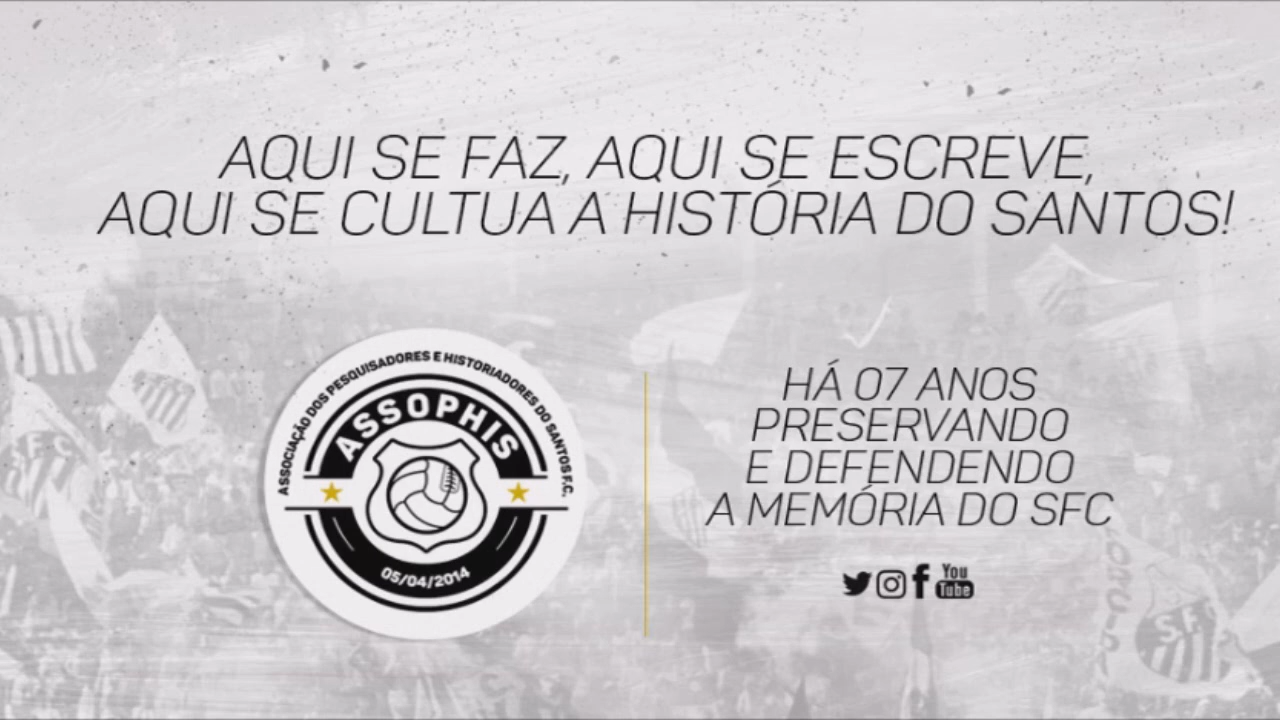 AQUI SE FAZ, AQUI SE ESCREVE,
AQUI SE CULTUA A HISTÓRIA DO SANTOS!
ASSOCIAÇÃO DOS PESQUISADORES E HISTORIADORES DO SANTOS F.C.
ASSOPHIS
05/04/2014
HÁ 07 ANOS
PRESERVANDO
E DEFENDENDO
A MEMÓRIA DO SFC
You
Tube